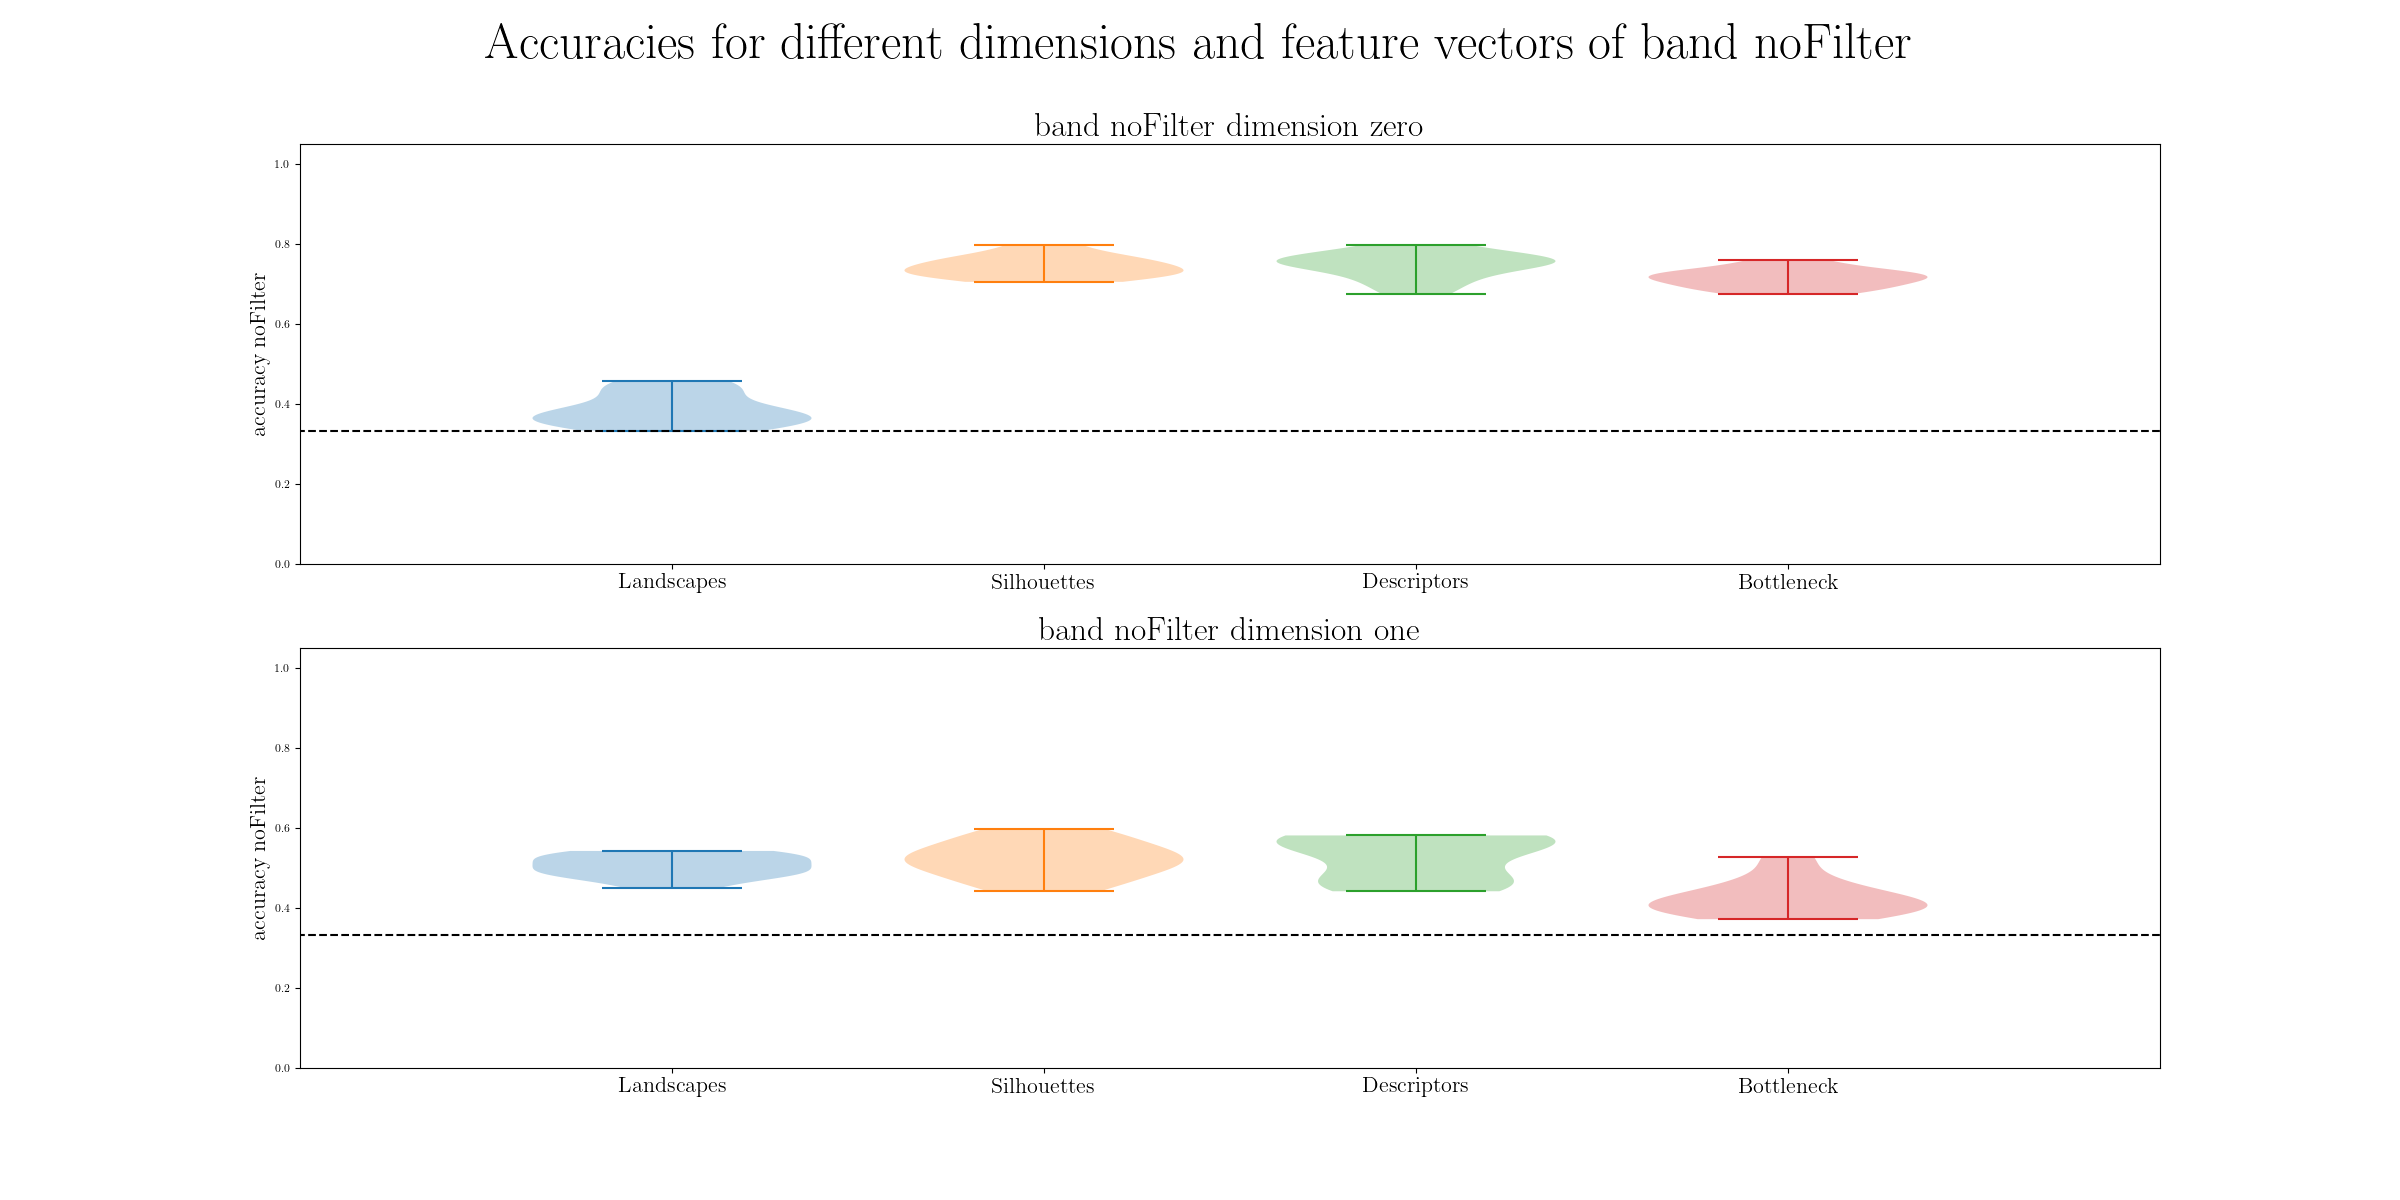 Accuracies for different dimensions and feature vectors of band noFilter
band noFilter dimension zero
1.0
0.8
0.6
0.4
0.2
0.0
accuracy noFilter
Landscapes Silhouettes Descriptors Bottleneck
band noFilter dimension one
1.0
0.8
0.6
0.4
0.2
0.0
accuracy noFilter
Landscapes Silhouettes Descriptors Bottleneck